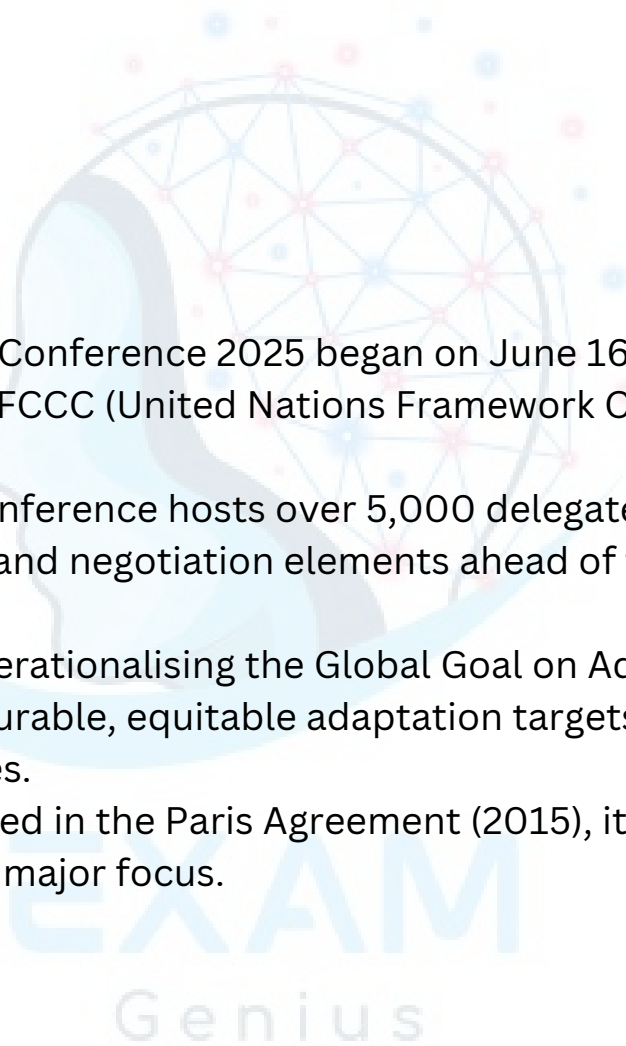 Conference 2025 began on June 16
FCCC (United Nations Framework C
nference hosts over 5,000 delegate
and negotiation elements ahead of
erationalising the Global Goal on Ad
urable, equitable adaptation targets
es.
ed in the Paris Agreement (2015), it
major focus.
EXAM
Genius